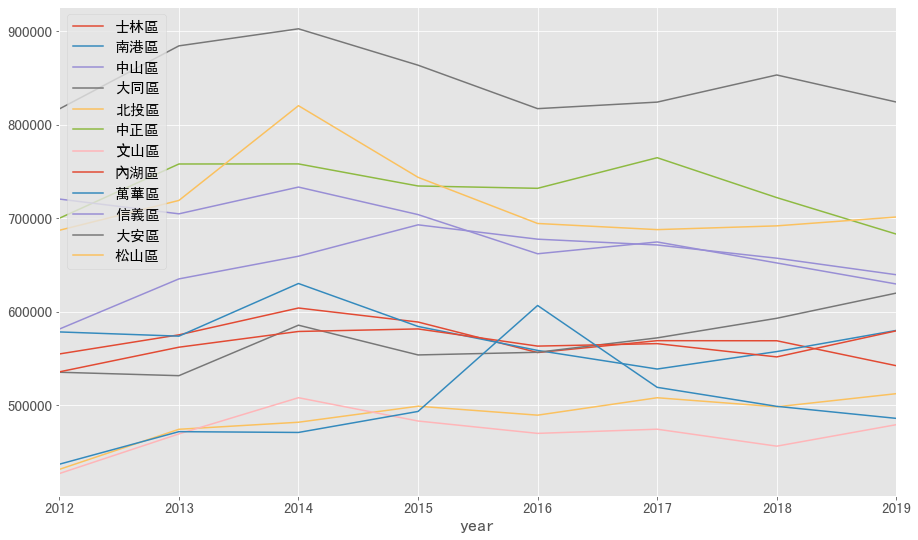 900000
800000
700000
600000
500000
士林區
南港區
中山區
大同區
北投區
中正區
文山區
內湖區
萬華區
信義區
大安區
松山區
2012 2013 2014 2015 2016 2017 2018 2019
year